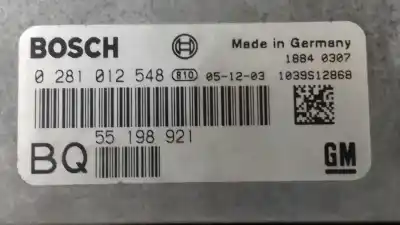 BOSCH
Made in Germany
1884 0307
0 281 012 548 B10 05-12-03 1039S12868
55 198 921
BQ
GM